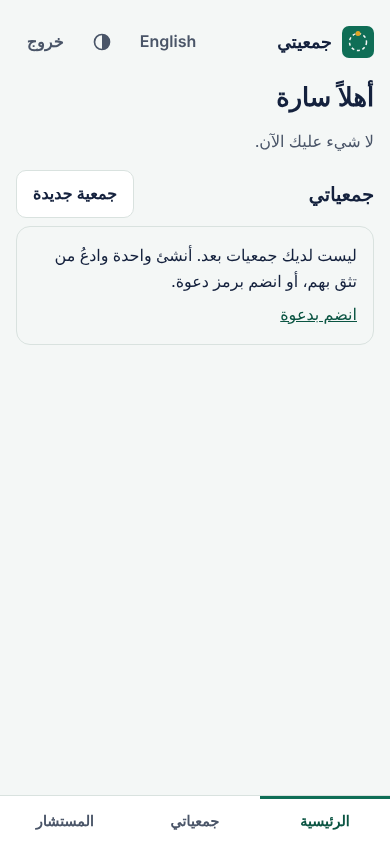 جمعيتي
English
خروج
أهلاً سارة
لا شيء عليك الآن.
جمعياتي
جمعية جديدة
ليست لديك جمعيات بعد. أنشئ واحدة وادعُ من
تثق بهم، أو انضم برمز دعوة.
انضم بدعوة
الرئيسية
جمعياتي
المستشار